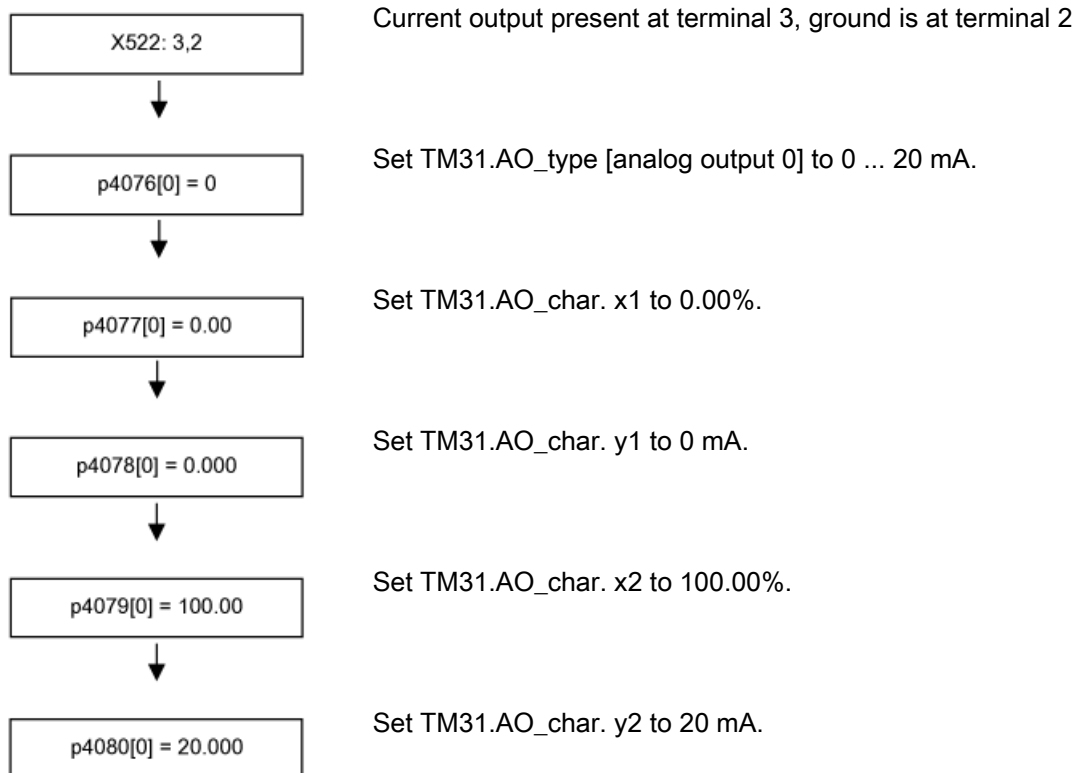 X522: 3,2
Current output present at terminal 3, ground is at terminal 2
p4076[0] = 0
Set TM31.AO_type [analog output 0] to 0 ... 20 mA.
p4077[0] = 0.00
Set TM31.AO_char. x1 to 0.00%.
p4078[0] = 0.000
Set TM31.AO_char. y1 to 0 mA.
p4079[0] = 100.00
Set TM31.AO_char. x2 to 100.00%.
p4080[0] = 20.000
Set TM31.AO_char. y2 to 20 mA.